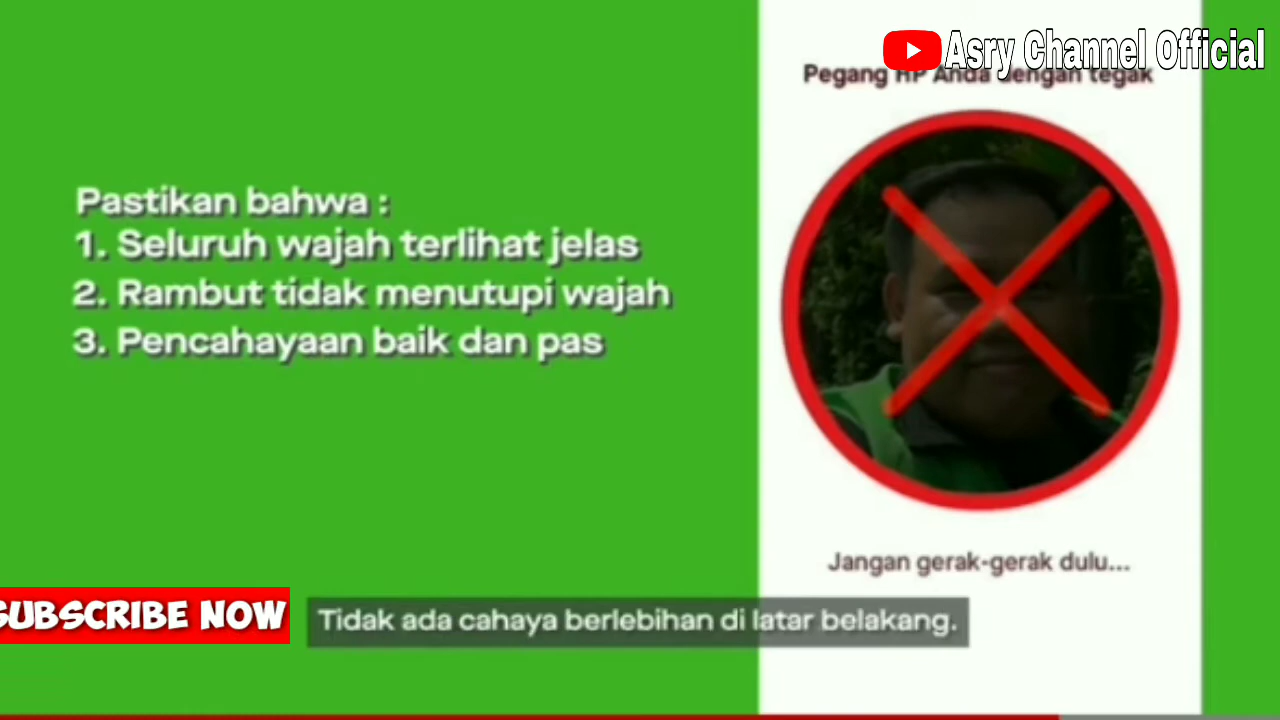 Asry Channel Official
Pegang HP Anda dengan tegak
Pastikan bahwa :
1. Seluruh wajah terlihat jelas
2. Rambut tidak menutupi wajah
3. Pencahayaan baik dan pas
Jangan gerak-gerak dulu...
SUBSCRIBE NOW
Tidak ada cahaya berlebihan di latar belakang.